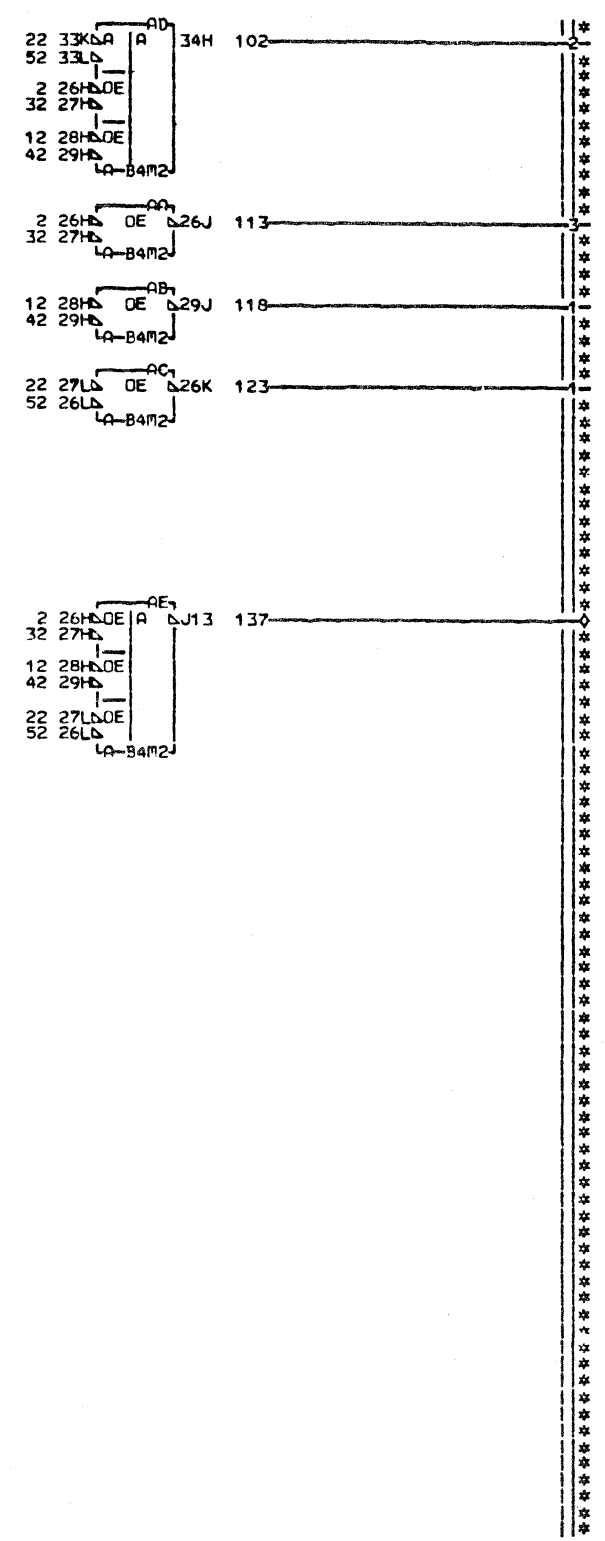 AD
22 33K A A 34H 102 2
52 33L
2 26H OE
32 27H
12 28H OE
42 29H
A B4M2
AA
2 26H OE 26J 113 3
32 27H
A B4M2
AB
12 28H OE 29J 118 1
42 29H
A B4M2
AC
22 27L OE 26K 123 1
52 26L
A B4M2
AE
2 26H OE A J13 137
32 27H
12 28H OE
42 29H
22 27L OE
52 26L
A B4M2